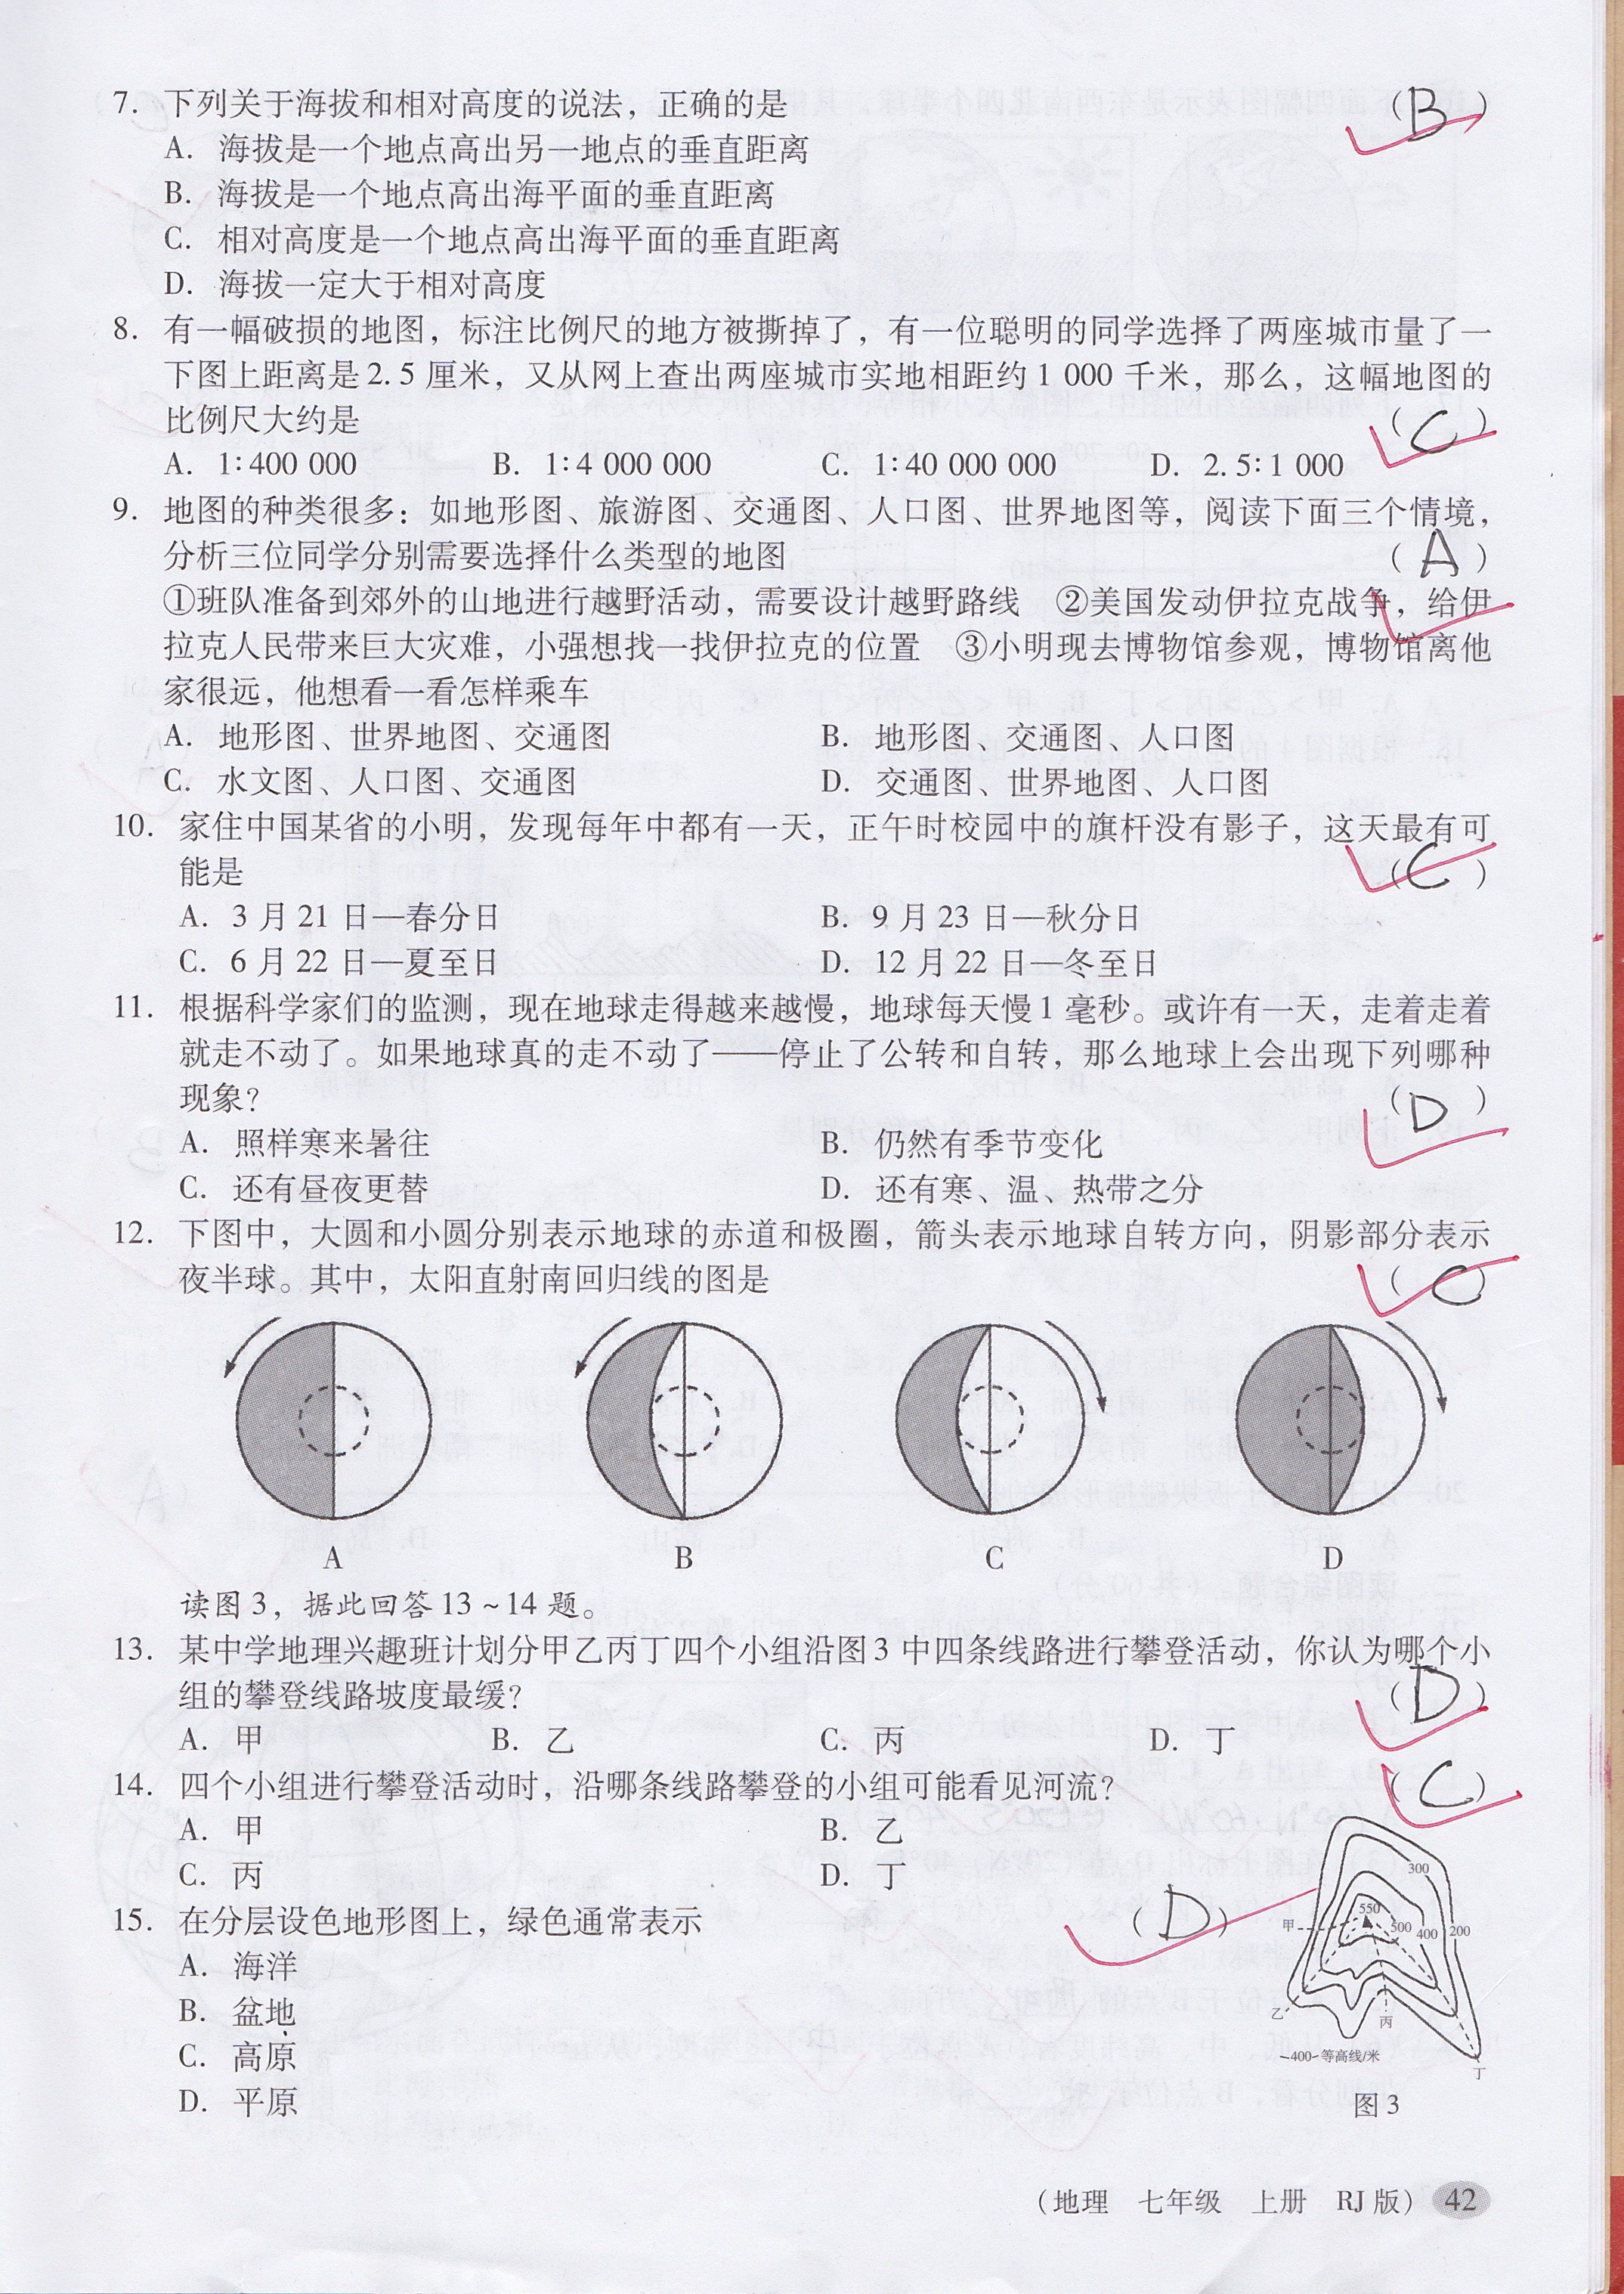 7. 下列关于海拔和相对高度的说法，正确的是 (B)
A. 海拔是一个地点高出另一地点的垂直距离
B. 海拔是一个地点高出海平面的垂直距离
C. 相对高度是一个地点高出海平面的垂直距离
D. 海拔一定大于相对高度
8. 有一幅破损的地图，标注比例尺的地方被撕掉了，有一位聪明的同学选择了两座城市量了一
下图上距离是2.5厘米，又从网上查出两座城市实地相距约1 000千米，那么，这幅地图的
比例尺大约是 (C)
A. 1∶400 000 B. 1∶4 000 000 C. 1∶40 000 000 D. 2.5∶1 000
9. 地图的种类很多：如地形图、旅游图、交通图、人口图、世界地图等，阅读下面三个情境，
分析三位同学分别需要选择什么类型的地图 (A)
①班队准备到郊外的山地进行越野活动，需要设计越野路线 ②美国发动伊拉克战争，给伊
拉克人民带来巨大灾难，小强想找一找伊拉克的位置 ③小明现去博物馆参观，博物馆离他
家很远，他想看一看怎样乘车
A. 地形图、世界地图、交通图 B. 地形图、交通图、人口图
C. 水文图、人口图、交通图 D. 交通图、世界地图、人口图
10. 家住中国某省的小明，发现每年中都有一天，正午时校园中的旗杆没有影子，这天最有可
能是 (C)
A. 3月21日—春分日 B. 9月23日—秋分日
C. 6月22日—夏至日 D. 12月22日—冬至日
11. 根据科学家们的监测，现在地球走得越来越慢，地球每天慢1毫秒。或许有一天，走着走着
就走不动了。如果地球真的走不动了——停止了公转和自转，那么地球上会出现下列哪种
现象？ (D)
A. 照样寒来暑往 B. 仍然有季节变化
C. 还有昼夜更替 D. 还有寒、温、热带之分
12. 下图中，大圆和小圆分别表示地球的赤道和极圈，箭头表示地球自转方向，阴影部分表示
夜半球。其中，太阳直射南回归线的图是 (C)
A B C D
读图3，据此回答13~14题。
13. 某中学地理兴趣班计划分甲乙丙丁四个小组沿图3中四条线路进行攀登活动，你认为哪个小
组的攀登线路坡度最缓？ (D)
A. 甲 B. 乙 C. 丙 D. 丁
14. 四个小组进行攀登活动时，沿哪条线路攀登的小组可能看见河流？ (C)
A. 甲 B. 乙
C. 丙 D. 丁
15. 在分层设色地形图上，绿色通常表示 (D)
A. 海洋
B. 盆地
C. 高原
D. 平原
300
550
甲 500 400 200
乙 丙
400 等高线/米
丁
图3
(地理 七年级 上册 RJ版) 42